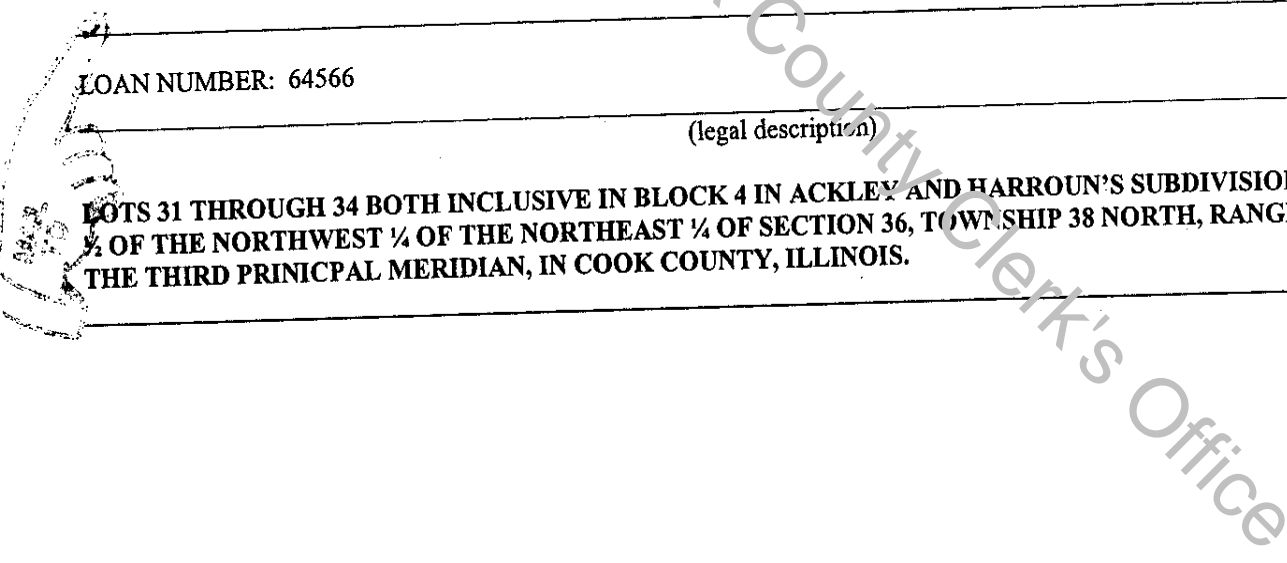 LOAN NUMBER: 64566
(legal description)
LOTS 31 THROUGH 34 BOTH INCLUSIVE IN BLOCK 4 IN ACKLEY AND HARROUN'S SUBDIVISIO
½ OF THE NORTHWEST ¼ OF THE NORTHEAST ¼ OF SECTION 36, TOWNSHIP 38 NORTH, RANG
THE THIRD PRINICPAL MERIDIAN, IN COOK COUNTY, ILLINOIS.
County Clerk's Office